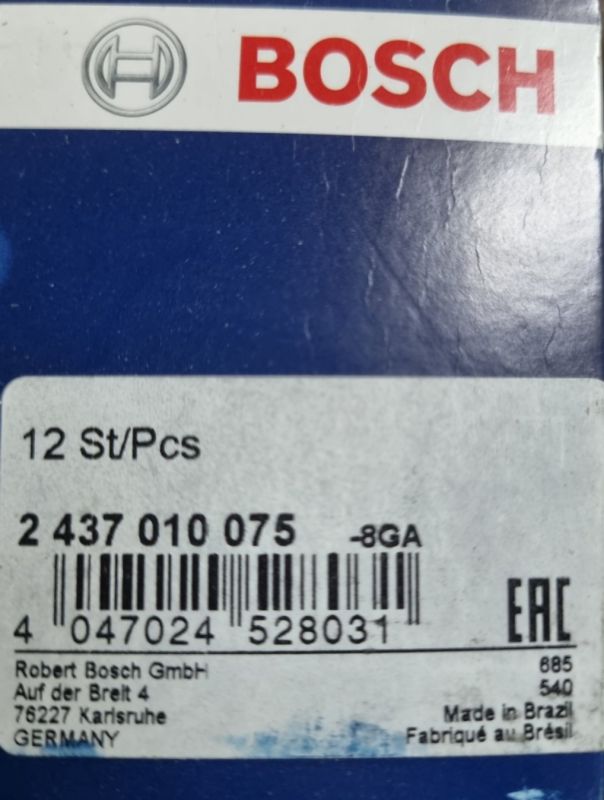 BOSCH
12 St/Pcs
2 437 010 075 -8GA
4 047024 528031
EAC
Robert Bosch GmbH
Auf der Breit 4
76227 Karlsruhe
GERMANY
685
540
Made in Brazil
Fabriqué au Brésil